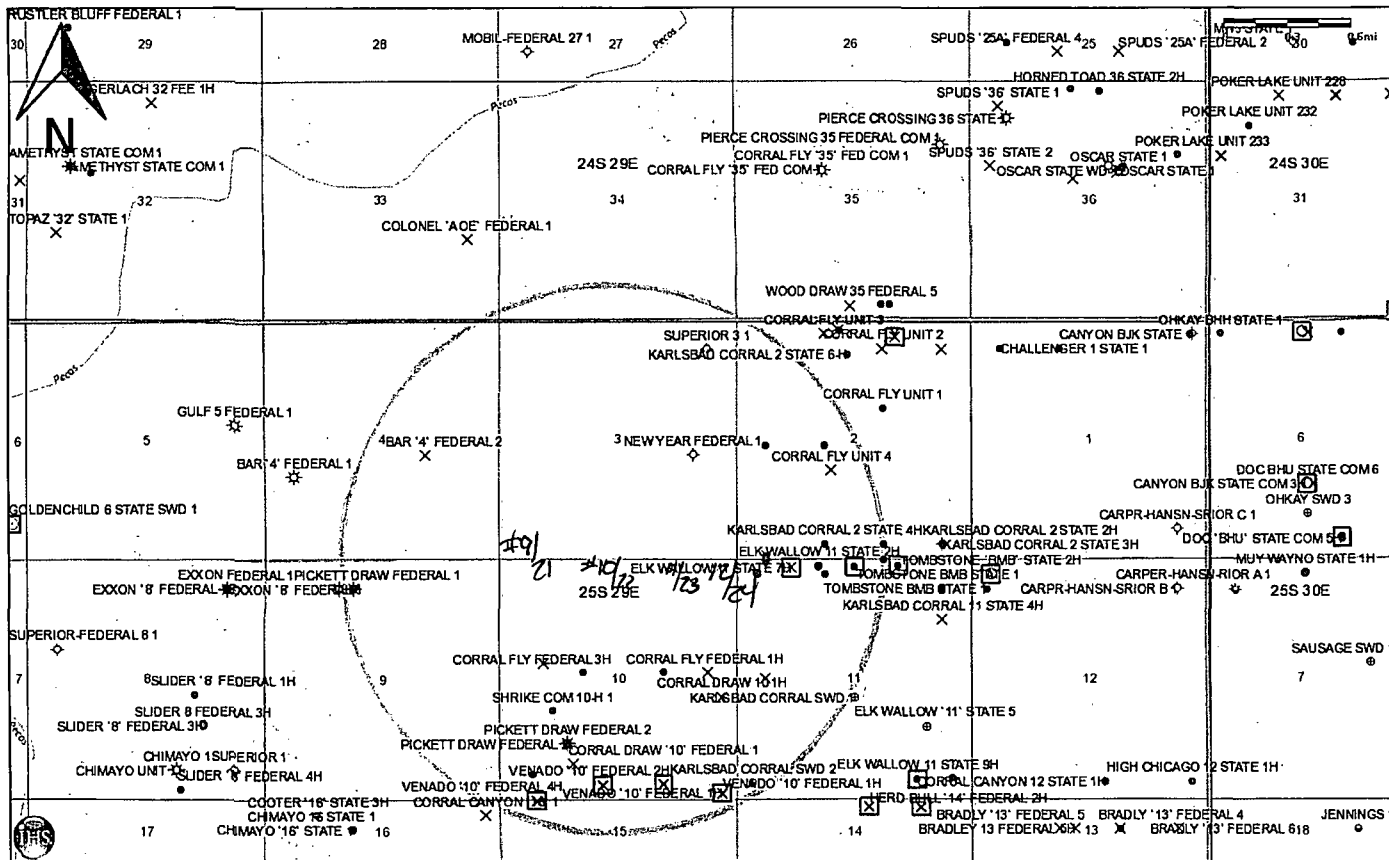 RUSTLER BLUFF FEDERAL 1
30
29
28
MOBIL-FEDERAL 27 1
27
Pecos
26
SPUDS '25A' FEDERAL 4
25
SPUDS '25A' FEDERAL 2
30
GERLACH 32 FEE 1H
Pecos
HORNED TOAD 36 STATE 2H
SPUDS '36' STATE 1
POKER LAKE UNIT 228
N
PIERCE CROSSING 36 STATE
POKER LAKE UNIT 232
PIERCE CROSSING 35 FEDERAL COM 1
AMETHYST STATE COM 1
AMETHYST STATE COM 1
24S 29E
CORRAL FLY '35' FED COM 1
CORRAL FLY '35' FED COM
SPUDS '36' STATE 2
OSCAR STATE 1
POKER LAKE UNIT 233
OSCAR STATE WD
OSCAR STATE 1
24S 30E
31
32
33
34
35
36
31
TOPAZ '32' STATE 1
COLONEL 'AOE' FEDERAL 1
WOOD DRAW 35 FEDERAL 5
CORRAL FLY UNIT 3
CORRAL FLY UNIT 2
SUPERIOR 3 1
KARLSBAD CORRAL 2 STATE 6-H
CHALLENGER 1 STATE 1
CANYON BJK STATE
OHKAY BHH STATE 1
Pecos
GULF 5 FEDERAL 1
CORRAL FLY UNIT 1
6
5
4
BAR '4' FEDERAL 2
3
NEW YEAR FEDERAL 1
2
1
6
BAR '4' FEDERAL 1
CORRAL FLY UNIT 4
DOC BHU STATE COM 6
CANYON BJK STATE COM 3
OHKAY SWD 3
GOLDENCHILD 6 STATE SWD 1
CARPR-HANSN-SRIOR C 1
KARLSBAD CORRAL 2 STATE 4H
KARLSBAD CORRAL 2 STATE 2H
KARLSBAD CORRAL 2 STATE 3H
DOC 'BHU' STATE COM 5
#9/21
#10/22
11/23
12/24
ELK WALLOW 11 STATE 2H
TOMBSTONE 'BMB' STATE 2H
MUY WAYNO STATE 1H
EXXON FEDERAL 1
PICKETT DRAW FEDERAL 1
ELK WALLOW 11 STATE 7H
TOMBSTONE BMB STATE 1
EXXON '8' FEDERAL
EXXON '8' FEDERAL
25S 29E
TOMBSTONE BMB STATE 1
CARPR-HANSN-SRIOR B
25S 30E
KARLSBAD CORRAL 11 STATE 4H
SUPERIOR-FEDERAL 8 1
SAUSAGE SWD
CORRAL FLY FEDERAL 3H
CORRAL FLY FEDERAL 1H
7
8
SLIDER '8' FEDERAL 1H
9
10
CORRAL DRAW 10 1H
11
12
7
SHRIKE COM 10-H 1
KARLSBAD CORRAL SWD
SLIDER 8 FEDERAL 3H
ELK WALLOW '11' STATE 5
SLIDER '8' FEDERAL 3H
PICKETT DRAW FEDERAL 2
PICKETT DRAW FEDERAL
CORRAL DRAW '10' FEDERAL 1
CHIMAYO 1
SUPERIOR 1
CHIMAYO UNIT
SLIDER '8' FEDERAL 4H
VENADO '10' FEDERAL 2H
KARLSBAD CORRAL SWD 2
ELK WALLOW 11 STATE 9H
HIGH CHICAGO 12 STATE 1H
VENADO '10' FEDERAL 4H
VENADO '10' FEDERAL 1H
CORRAL CANYON 12 STATE 1H
COOTER '16' STATE 3H
CORRAL CANYON
1
HERD BULL '14' FEDERAL 2H
CHIMAYO 16 STATE 1
BRADLY '13' FEDERAL 5
BRADLY '13' FEDERAL 4
17
CHIMAYO '16' STATE
16
15
14
BRADLEY 13 FEDERAL
13
BRADLY '13' FEDERAL 6
18
JENNINGS
IHS